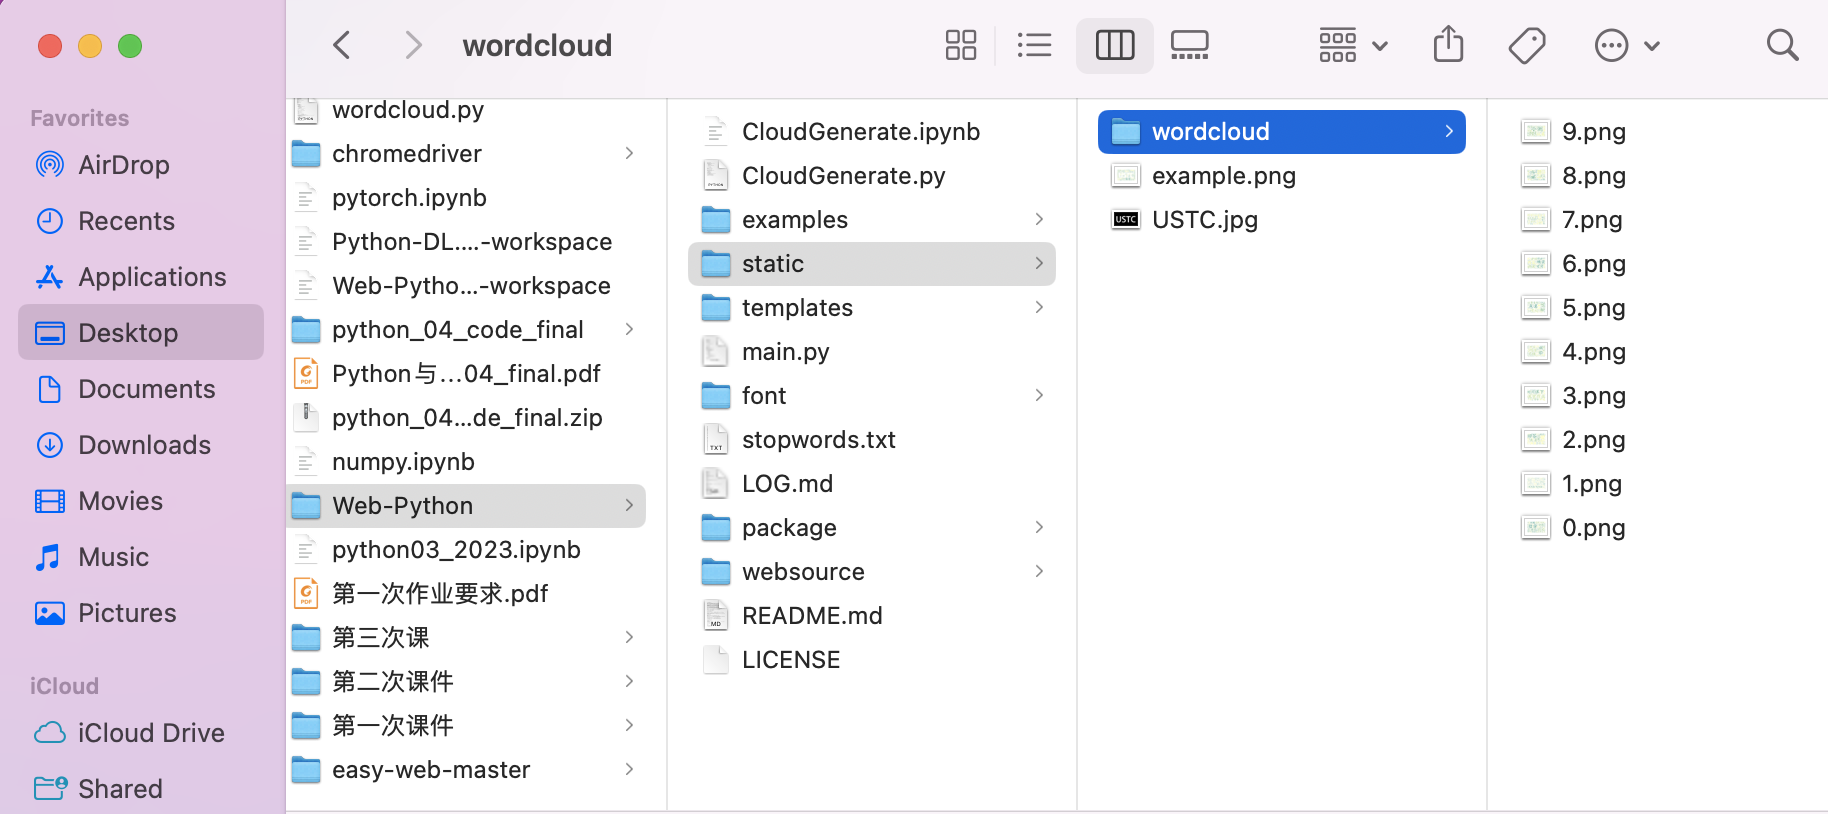 wordcloud
Favorites
AirDrop
Recents
Applications
Desktop
Documents
Downloads
Movies
Music
Pictures
iCloud
iCloud Drive
Shared
wordcloud.py
chromedriver
pytorch.ipynb
Python-DL....-workspace
Web-Pytho...-workspace
python_04_code_final
Python与...04_final.pdf
python_04...de_final.zip
numpy.ipynb
Web-Python
python03_2023.ipynb
第一次作业要求.pdf
第三次课
第二次课件
第一次课件
easy-web-master
CloudGenerate.ipynb
CloudGenerate.py
examples
static
templates
main.py
font
stopwords.txt
LOG.md
package
websource
README.md
LICENSE
wordcloud
example.png
USTC.jpg
9.png
8.png
7.png
6.png
5.png
4.png
3.png
2.png
1.png
0.png